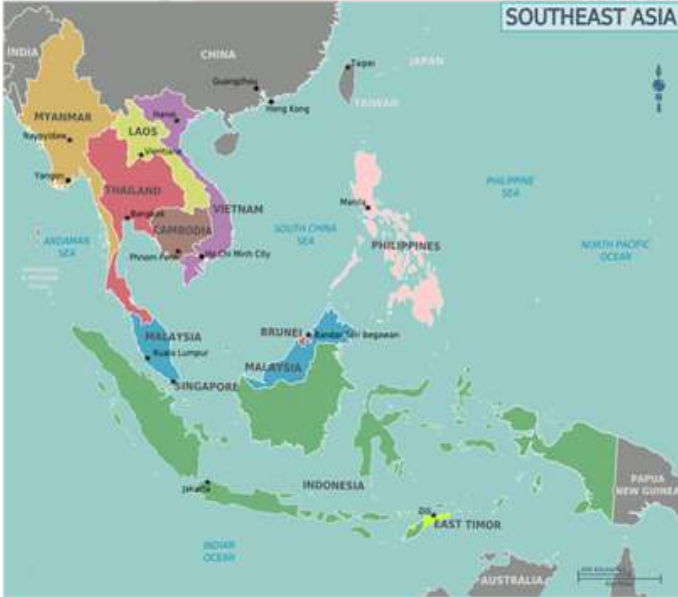 SOUTHEAST ASIA
INDIA
CHINA
Taipei
JAPAN
Guangzhou
Hong Kong
TAIWAN
MYANMAR
Hanoi
LAOS
Naypyidaw
Vientiane
Yangon
THAILAND
PHILIPPINE
SEA
Manila
VIETNAM
Bangkok
CAMBODIA
SOUTH CHINA
SEA
ANDAMAN
SEA
PHILIPPINES
NORTH PACIFIC
OCEAN
Phnom Penh
Ho Chi Minh City
MALAYSIA
BRUNEI
Bandar Seri begawan
Kuala Lumpur
MALAYSIA
SINGAPORE
INDONESIA
Jakarta
PAPUA
NEW GUINEA
Dili
EAST TIMOR
INDIAN
OCEAN
AUSTRALIA